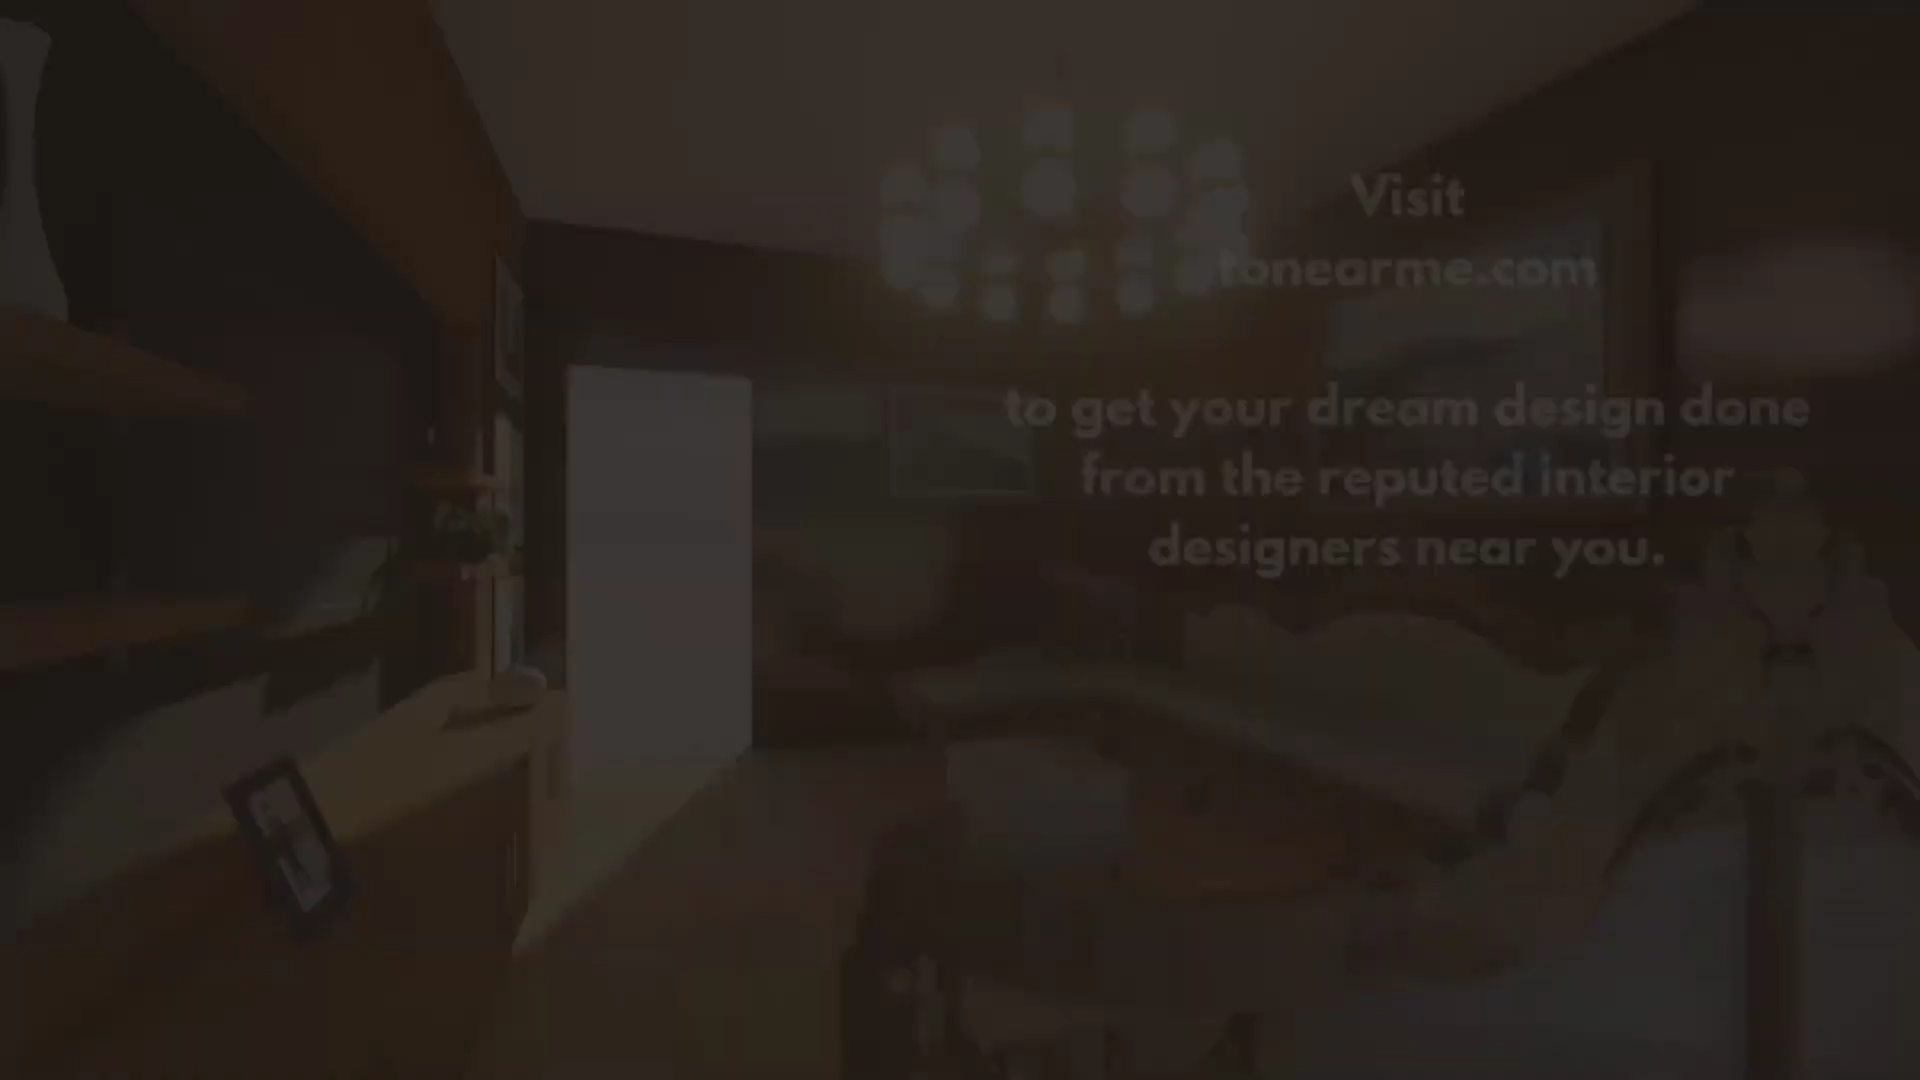 Visit
tonearme.com
to get your dream design done
from the reputed interior
designers near you.